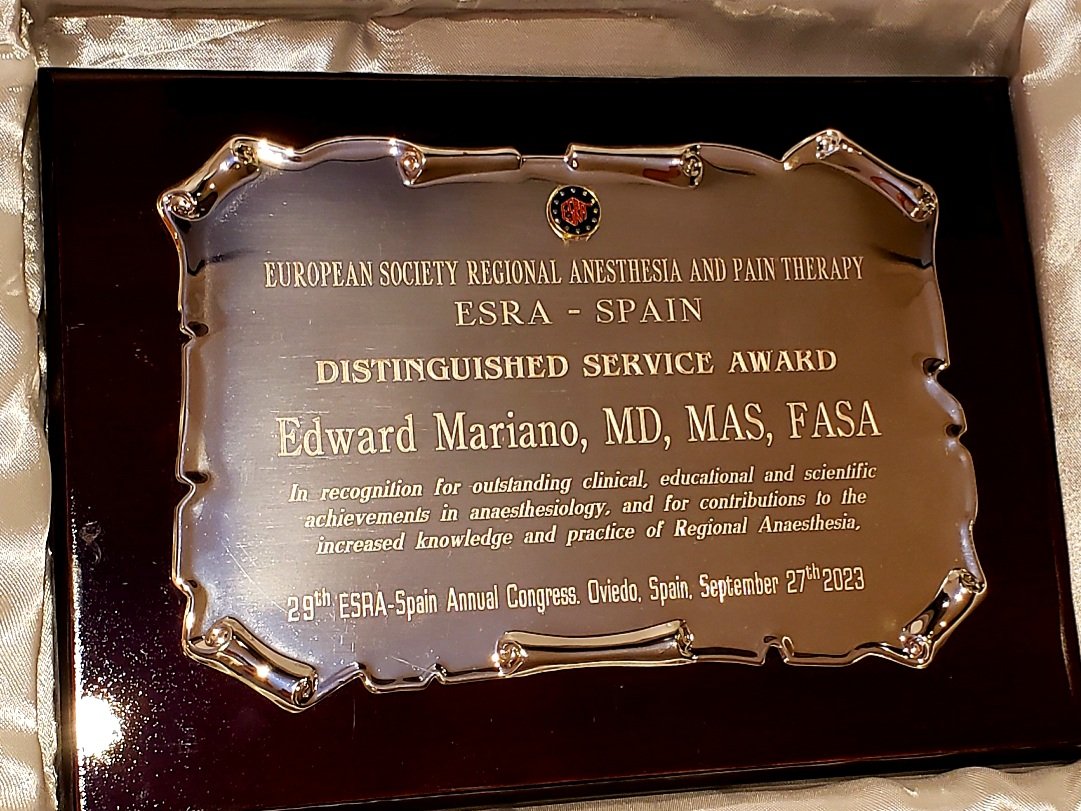 EUROPEAN SOCIETY REGIONAL ANESTHESIA AND PAIN THERAPY
ESRA - SPAIN
DISTINGUISHED SERVICE AWARD
Edward Mariano, MD, MAS, FASA
In recognition for outstanding clinical, educational and scientific
achievements in anaesthesiology, and for contributions to the
increased knowledge and practice of Regional Anaesthesia,
29th ESRA-Spain Annual Congress. Oviedo, Spain, September 27th 2023